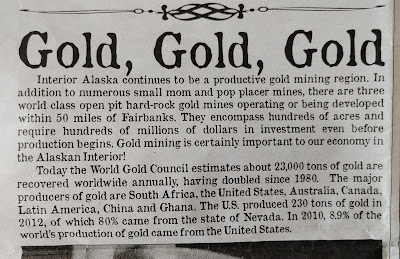 Gold, Gold, Gold
Interior Alaska continues to be a productive gold mining region. In
addition to numerous small mom and pop placer mines, there are three
world class open pit hard-rock gold mines operating or being developed
within 50 miles of Fairbanks. They encompass hundreds of acres and
require hundreds of millions of dollars in investment even before
production begins. Gold mining is certainly important to our economy in
the Alaskan Interior!
Today the World Gold Council estimates about 23,000 tons of gold are
recovered worldwide annually, having doubled since 1980. The major
producers of gold are South Africa, the United States, Australia, Canada,
Latin America, China and Ghana. The U.S. produced 230 tons of gold in
2012, of which 80% came from the state of Nevada. In 2010, 8.9% of the
world's production of gold came from the United States.